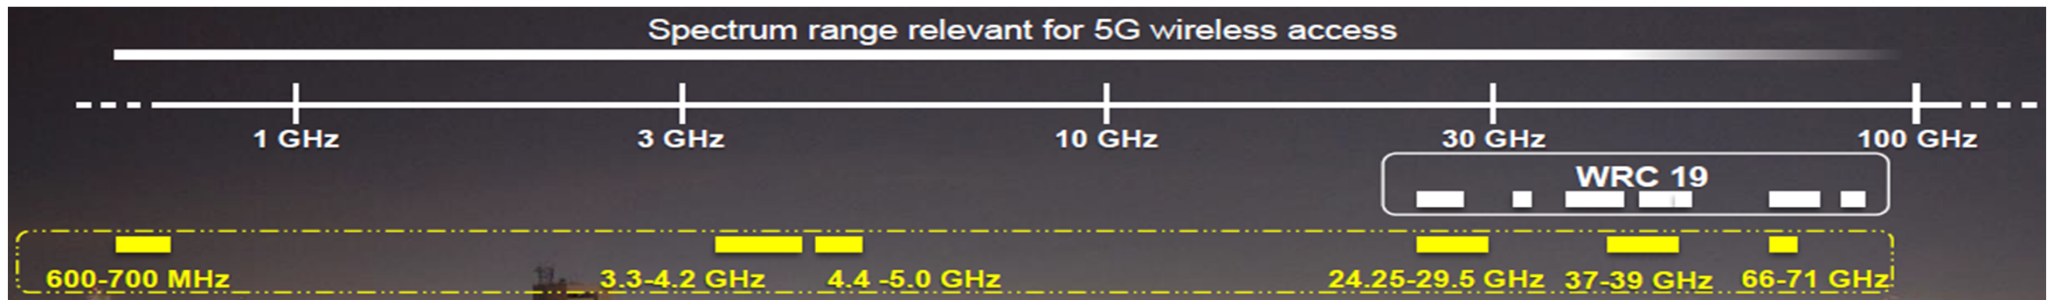 Spectrum range relevant for 5G wireless access
1 GHz 3 GHz 10 GHz 30 GHz 100 GHz
WRC 19
600-700 MHz 3.3-4.2 GHz 4.4 -5.0 GHz 24.25-29.5 GHz 37-39 GHz 66-71 GHz